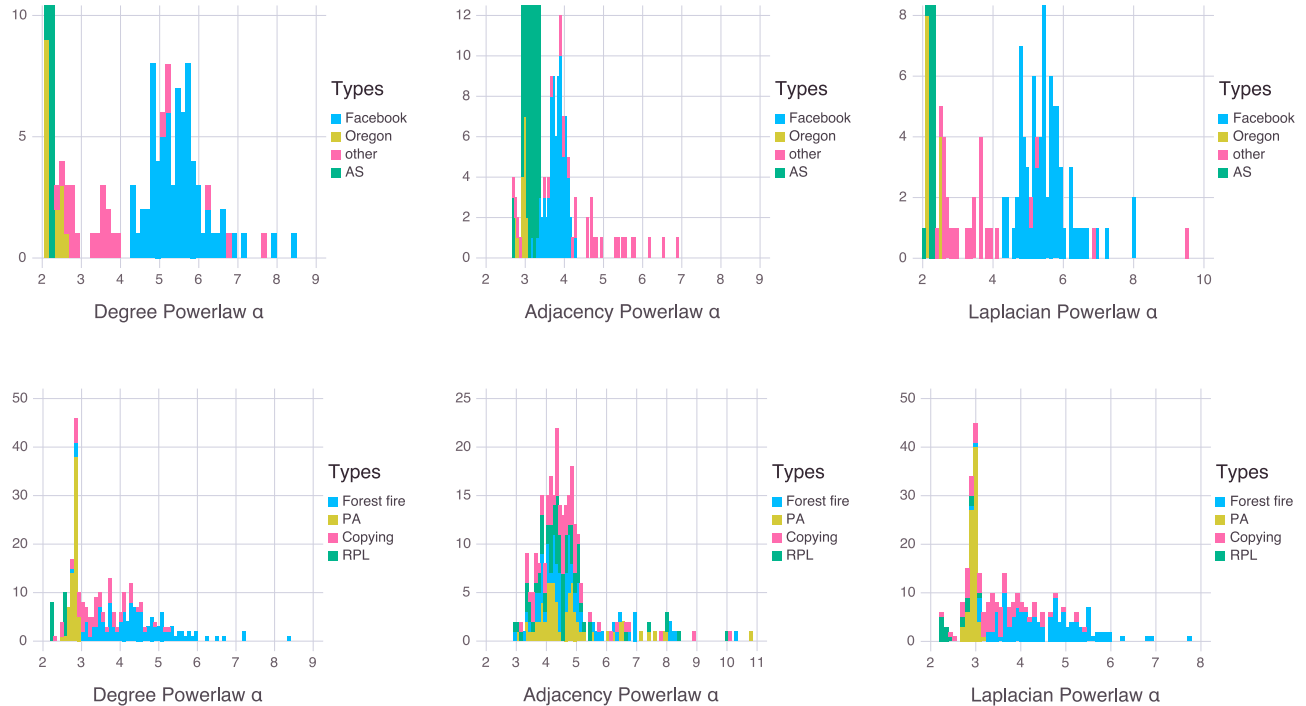 10
5
0
2 3 4 5 6 7 8 9
Degree Powerlaw α
Types
Facebook
Oregon
other
AS
12
10
8
6
4
2
0
2 3 4 5 6 7 8 9
Adjacency Powerlaw α
Types
Facebook
Oregon
other
AS
8
6
4
2
0
2 4 6 8 10
Laplacian Powerlaw α
Types
Facebook
Oregon
other
AS
50
40
30
20
10
0
2 3 4 5 6 7 8 9
Degree Powerlaw α
Types
Forest fire
PA
Copying
RPL
25
20
15
10
5
0
2 3 4 5 6 7 8 9 10 11
Adjacency Powerlaw α
Types
Forest fire
PA
Copying
RPL
50
40
30
20
10
0
2 3 4 5 6 7 8
Laplacian Powerlaw α
Types
Forest fire
PA
Copying
RPL